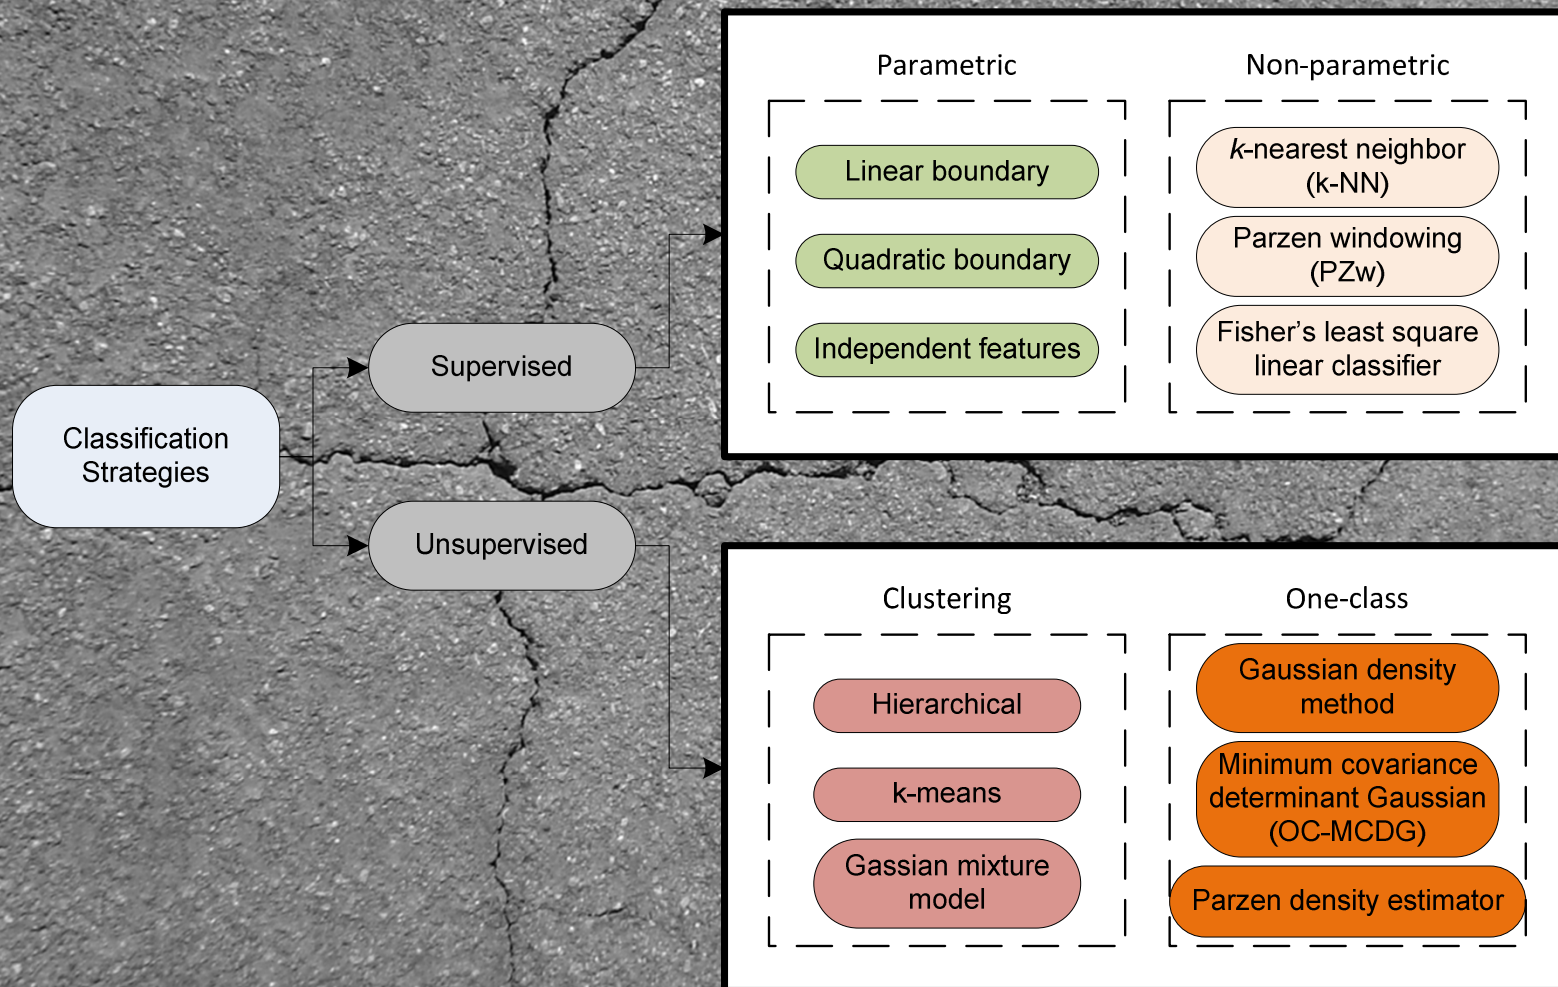 Classification
Strategies
Supervised
Unsupervised
Parametric
Linear boundary
Quadratic boundary
Independent features
Non-parametric
k-nearest neighbor
(k-NN)
Parzen windowing
(PZw)
Fisher's least square
linear classifier
Clustering
Hierarchical
k-means
Gassian mixture
model
One-class
Gaussian density
method
Minimum covariance
determinant Gaussian
(OC-MCDG)
Parzen density estimator